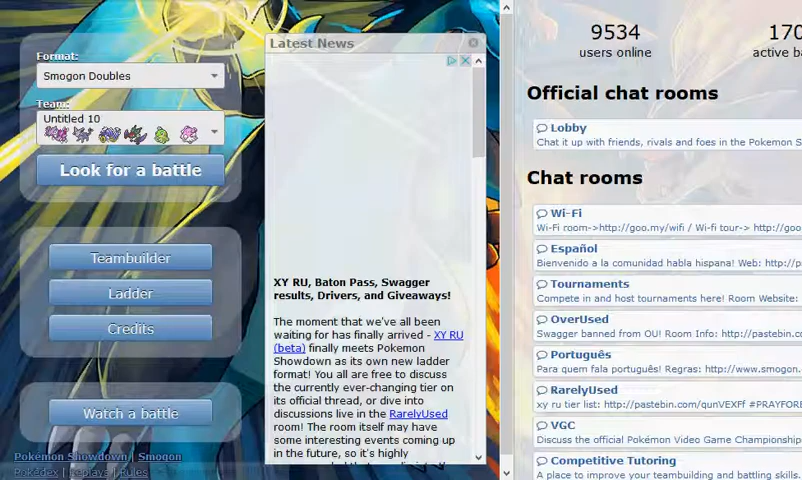 Format:
Smogon Doubles
Team:
Untitled 10
Look for a battle
Teambuilder
Ladder
Credits
Watch a battle
Pokemon Showdown | Smogon
Pokédex | Replays | Rules
Latest News
XY RU, Baton Pass, Swagger
results, Drivers, and Giveaways!
The moment that we've all been
waiting for has finally arrived - XY RU
(beta) finally meets Pokemon
Showdown as its own new ladder
format! You all are free to discuss
the currently ever-changing tier on
its official thread, or dive into
discussions live in the RarelyUsed
room! The room itself may have
some interesting events coming up
in the future, so it's highly
9534
users online
170
active ba
Official chat rooms
Lobby
Chat it up with friends, rivals and foes in the Pokemon S
Chat rooms
Wi-Fi
Wi-Fi room->http://goo.my/wifi / Wi-fi tour-> http://goo
Español
Bienvenido a la comunidad habla hispana! Web: http://p
Tournaments
Compete in and host tournaments here! Room Website:
OverUsed
Swagger banned from OU! Room Info: http://pastebin.c
Português
Para quem fala português! Regras: http://www.smogon.
RarelyUsed
xy ru tier list: http://pastebin.com/qunVEXFf #PRAYFORE
VGC
Discuss the official Pokémon Video Game Championship
Competitive Tutoring
A place to improve your teambuilding and battling skills.